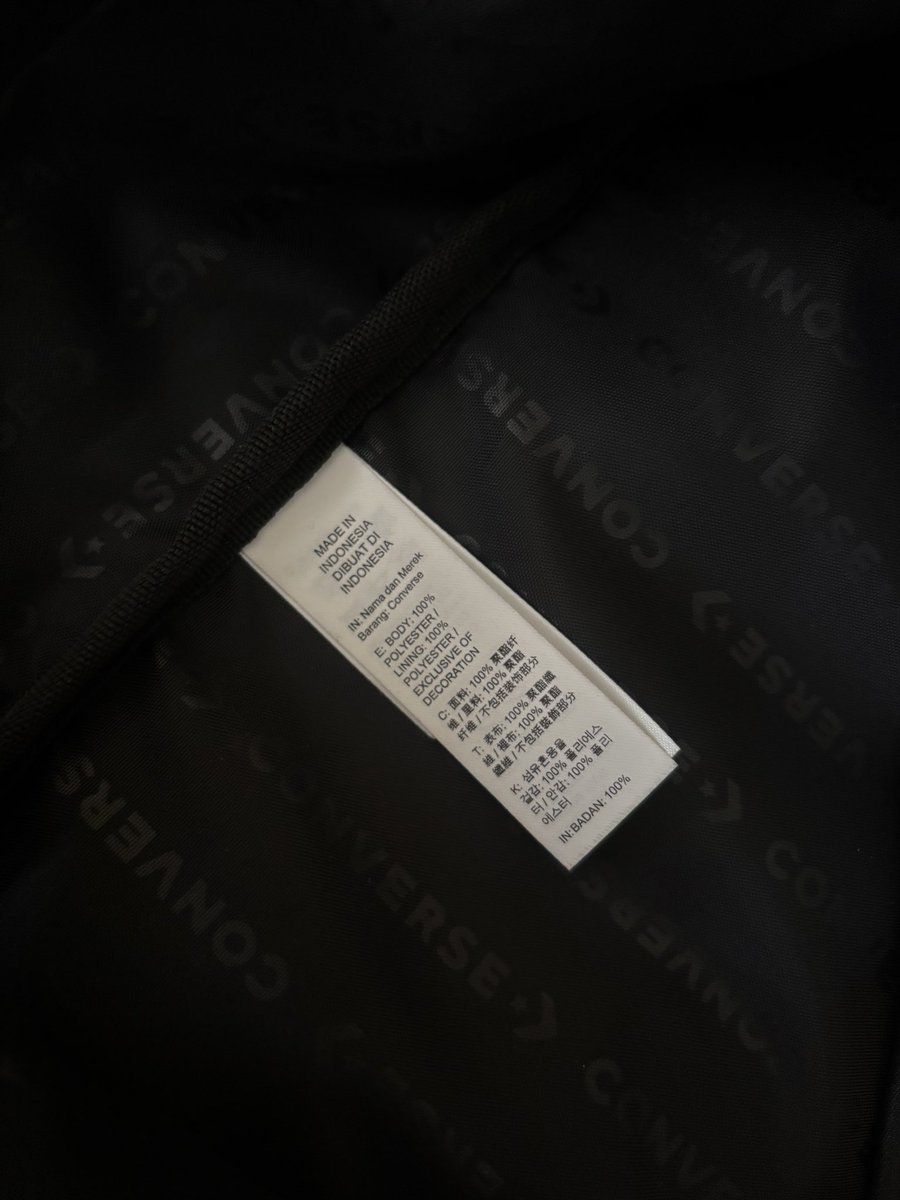 MADE IN
INDONESIA
DIBUAT DI
INDONESIA
IN: Nama dan Merek
Barang: Converse
E: BODY: 100%
POLYESTER /
LINING: 100%
POLYESTER /
EXCLUSIVE OF
DECORATION
C: 面料: 100% 聚酯纤
维 / 里料: 100% 聚酯
纤维 / 不包括装饰部分
T: 表布: 100% 聚酯纖
維 / 裡布: 100% 聚酯
纖維 / 不包括裝飾部分
K: 섬유혼용율
겉감: 100% 폴리에스
터 / 안감: 100% 폴리
에스터
IN: BADAN: 100%
CONVERSE
CONVERSE
CONVERSE
CONVERSE
CONVERS